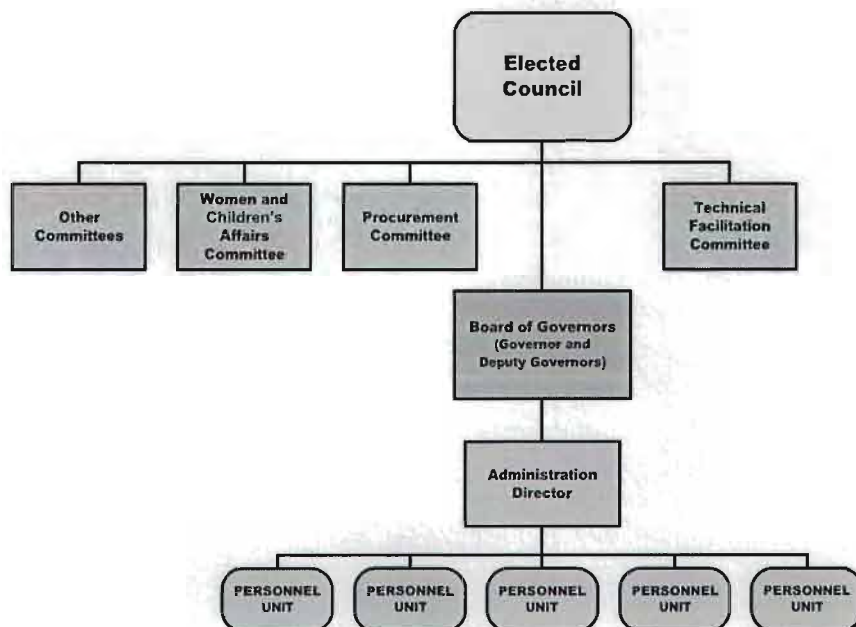 Elected
Council
Other
Committees
Women and
Children's
Affairs
Committee
Procurement
Committee
Technical
Facilitation
Committee
Board of Governors
(Governor and
Deputy Governors)
Administration
Director
PERSONNEL
UNIT
PERSONNEL
UNIT
PERSONNEL
UNIT
PERSONNEL
UNIT
PERSONNEL
UNIT